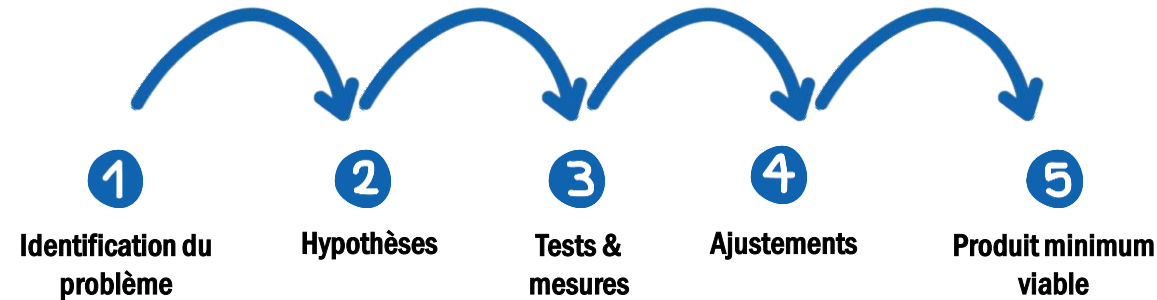 1
Identification du
problème
2
Hypothèses
3
Tests &
mesures
4
Ajustements
5
Produit minimum
viable